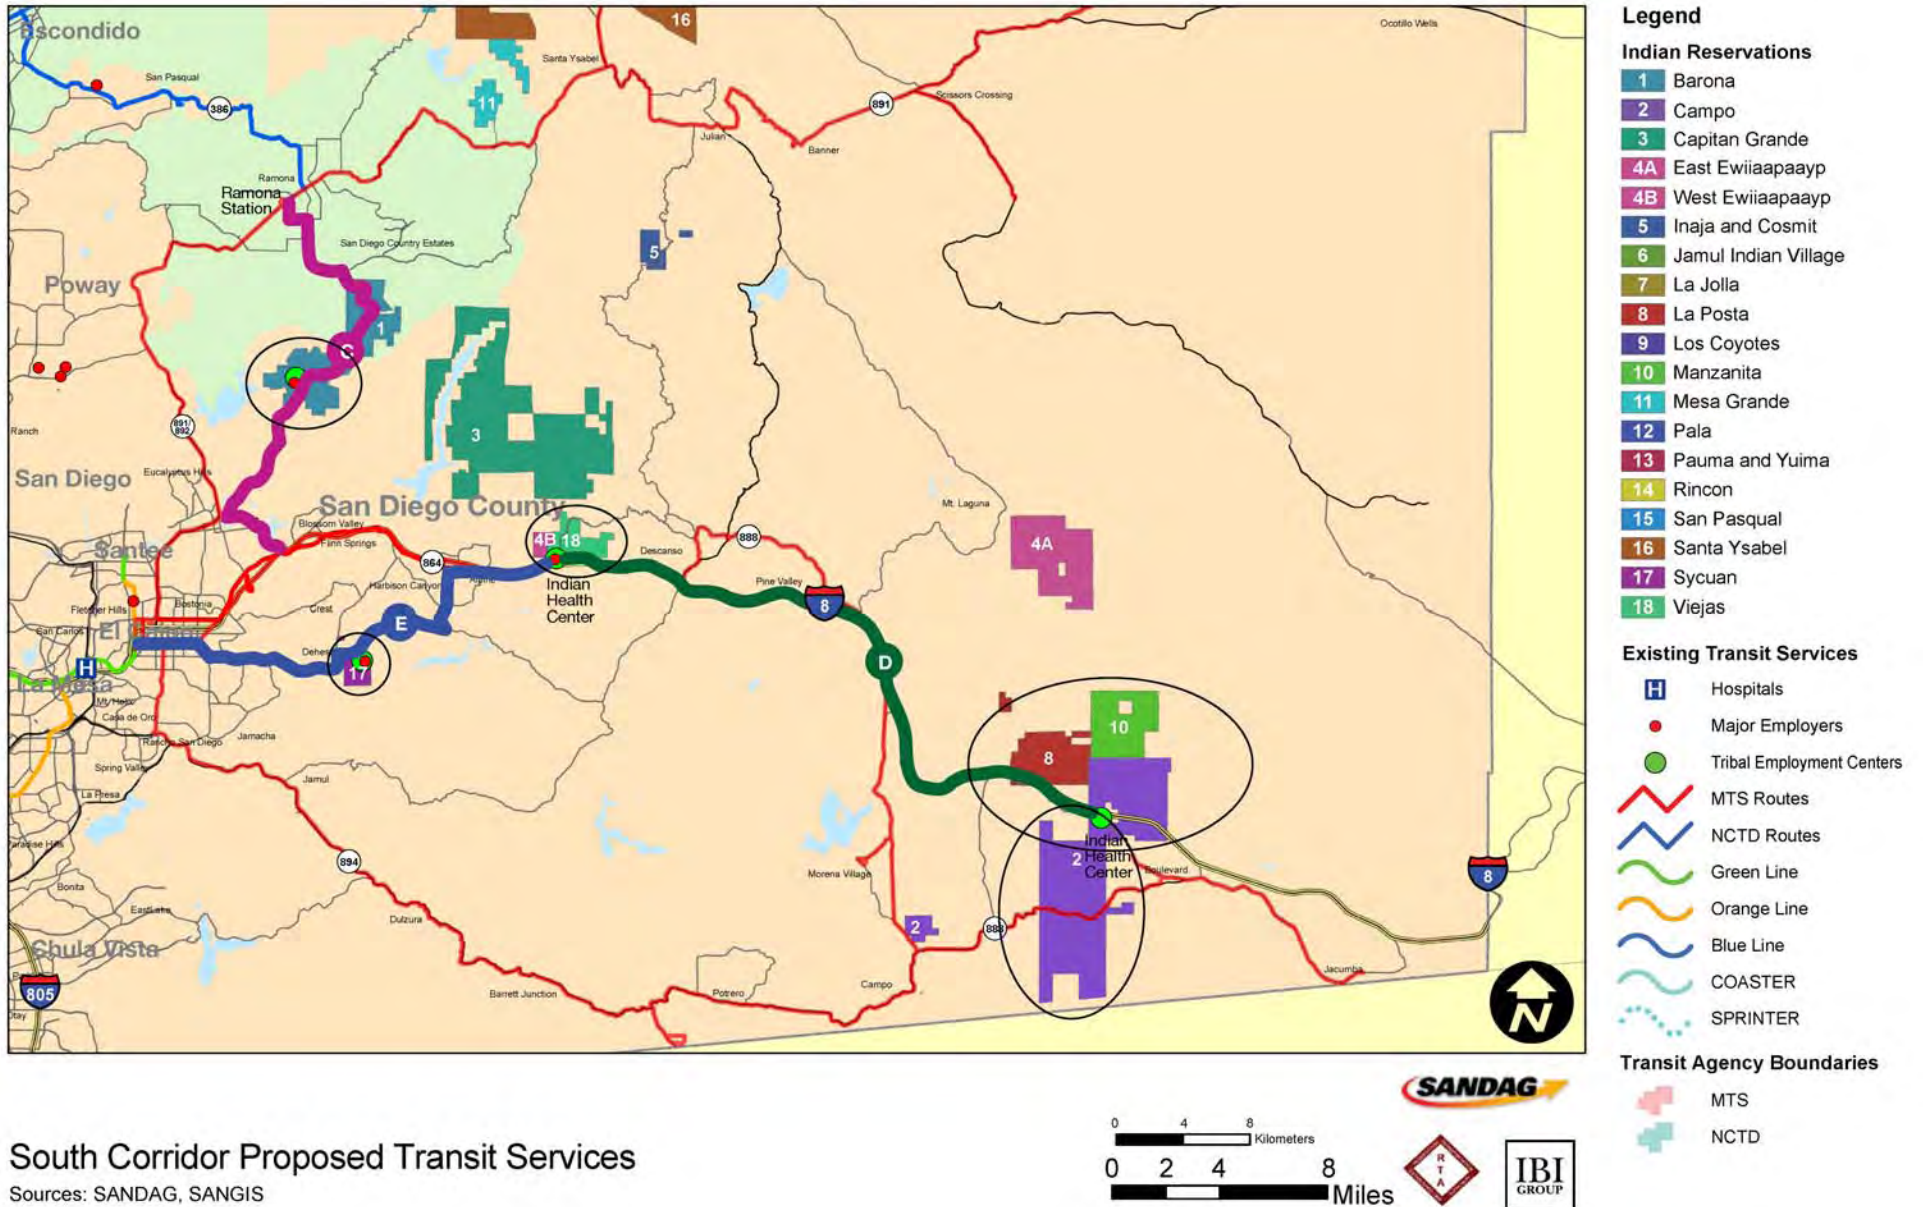 Escondido
San Pasqual
386
Santa Ysabel
16
Ocotillo Wells
11
891
Scissors Crossing
Julian
Banner
Ramona
Ramona
Station
San Diego Country Estates
5
Poway
1
C
891/
892
Ranch
3
Eucalyptus Hills
San Diego
San Diego County
Mt. Laguna
Blossom Valley
Flinn Springs
Santee
864
4B
18
Descanso
888
4A
Harbison Canyon
Alpine
Indian
Health
Center
Pine Valley
8
Fletcher Hills
Bostonia
Crest
E
San Carlos
El Cajon
H
17
D
La Mesa
Mt Helix
Casa de Oro
Rancho San Diego
Jamacha
10
8
Spring Valley
Jamul
La Presa
Paradise Hills
894
Morena Village
2
Indian
Health
Center
Boulevard
8
Bonita
EastLake
Dulzura
2
888
Chula Vista
805
Otay
Barrett Junction
Potrero
Campo
Jacumba
N
Legend
Indian Reservations
1 Barona
2 Campo
3 Capitan Grande
4A East Ewiiaapaayp
4B West Ewiiaapaayp
5 Inaja and Cosmit
6 Jamul Indian Village
7 La Jolla
8 La Posta
9 Los Coyotes
10 Manzanita
11 Mesa Grande
12 Pala
13 Pauma and Yuima
14 Rincon
15 San Pasqual
16 Santa Ysabel
17 Sycuan
18 Viejas
Existing Transit Services
H Hospitals
Major Employers
Tribal Employment Centers
MTS Routes
NCTD Routes
Green Line
Orange Line
Blue Line
COASTER
SPRINTER
Transit Agency Boundaries
MTS
NCTD
South Corridor Proposed Transit Services
Sources: SANDAG, SANGIS
0 4 8 Kilometers
0 2 4 8 Miles
SANDAG
RTA
IBI
GROUP